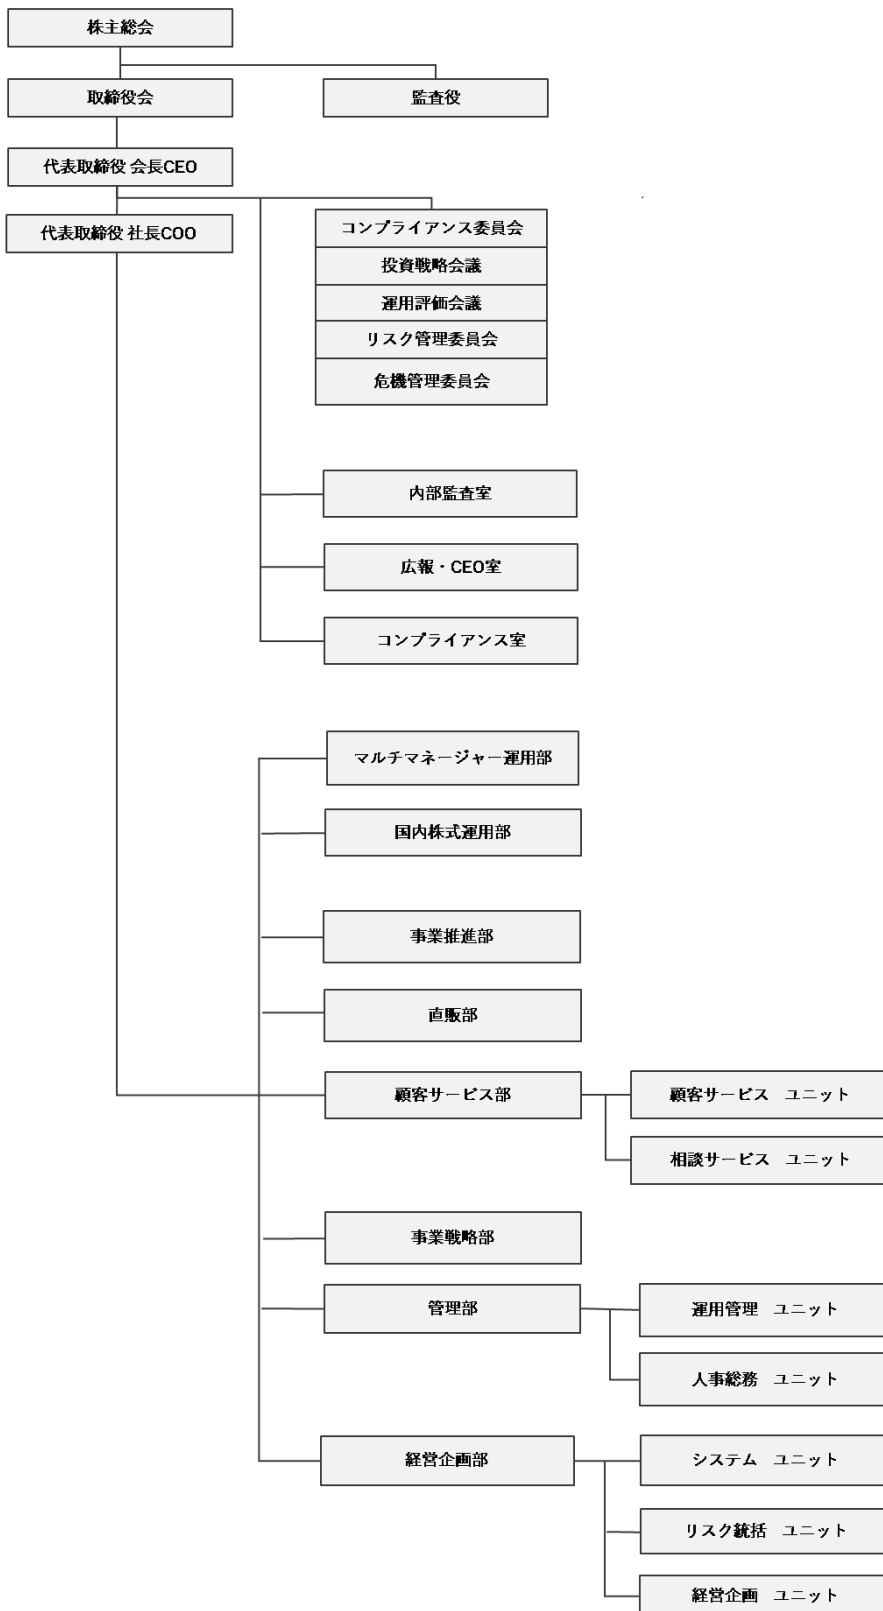 株主総会
取締役会
監査役
代表取締役 会長CEO
代表取締役 社長COO
コンプライアンス委員会
投資戦略会議
運用評価会議
リスク管理委員会
危機管理委員会
内部監査室
広報・CEO室
コンプライアンス室
マルチマネージャー運用部
国内株式運用部
事業推進部
直販部
顧客サービス部
顧客サービス　ユニット
相談サービス　ユニット
事業戦略部
管理部
運用管理　ユニット
人事総務　ユニット
経営企画部
システム　ユニット
リスク統括　ユニット
経営企画　ユニット